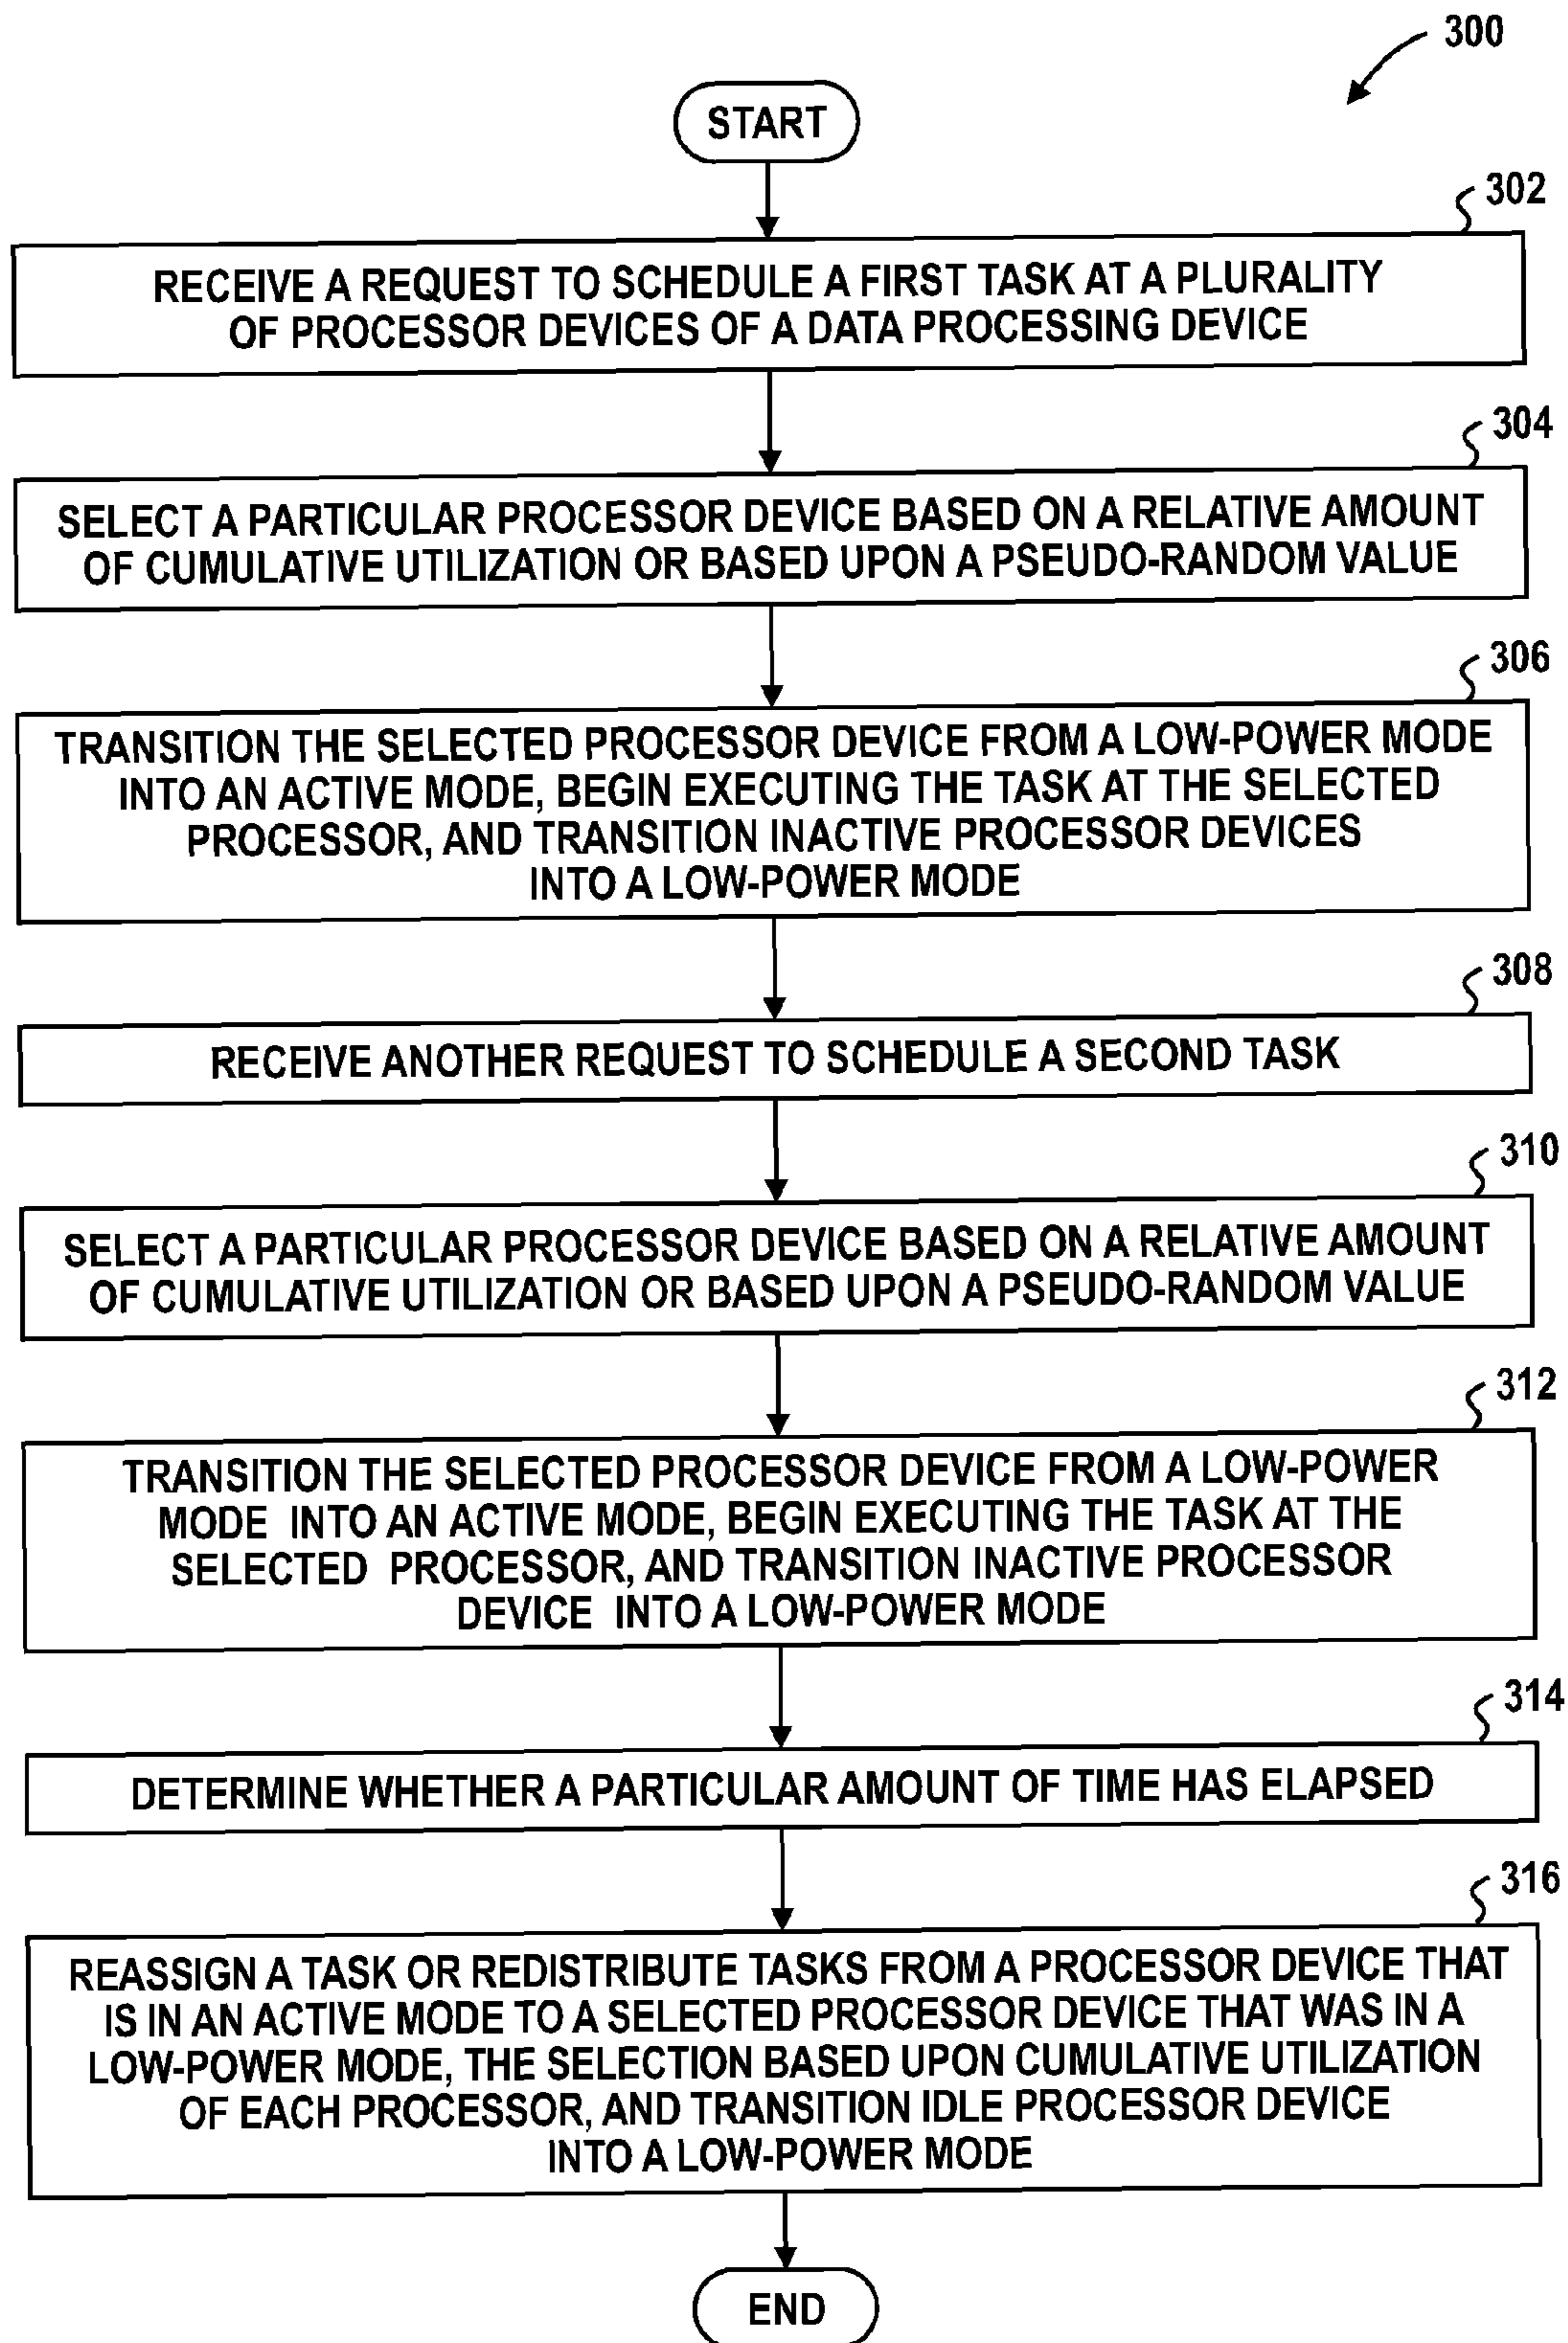 300
START
302
RECEIVE A REQUEST TO SCHEDULE A FIRST TASK AT A PLURALITY
OF PROCESSOR DEVICES OF A DATA PROCESSING DEVICE
304
SELECT A PARTICULAR PROCESSOR DEVICE BASED ON A RELATIVE AMOUNT
OF CUMULATIVE UTILIZATION OR BASED UPON A PSEUDO-RANDOM VALUE
306
TRANSITION THE SELECTED PROCESSOR DEVICE FROM A LOW-POWER MODE
INTO AN ACTIVE MODE, BEGIN EXECUTING THE TASK AT THE SELECTED
PROCESSOR, AND TRANSITION INACTIVE PROCESSOR DEVICES
INTO A LOW-POWER MODE
308
RECEIVE ANOTHER REQUEST TO SCHEDULE A SECOND TASK
310
SELECT A PARTICULAR PROCESSOR DEVICE BASED ON A RELATIVE AMOUNT
OF CUMULATIVE UTILIZATION OR BASED UPON A PSEUDO-RANDOM VALUE
312
TRANSITION THE SELECTED PROCESSOR DEVICE FROM A LOW-POWER
MODE INTO AN ACTIVE MODE, BEGIN EXECUTING THE TASK AT THE
SELECTED PROCESSOR, AND TRANSITION INACTIVE PROCESSOR
DEVICE INTO A LOW-POWER MODE
314
DETERMINE WHETHER A PARTICULAR AMOUNT OF TIME HAS ELAPSED
316
REASSIGN A TASK OR REDISTRIBUTE TASKS FROM A PROCESSOR DEVICE THAT
IS IN AN ACTIVE MODE TO A SELECTED PROCESSOR DEVICE THAT WAS IN A
LOW-POWER MODE, THE SELECTION BASED UPON CUMULATIVE UTILIZATION
OF EACH PROCESSOR, AND TRANSITION IDLE PROCESSOR DEVICE
INTO A LOW-POWER MODE
END